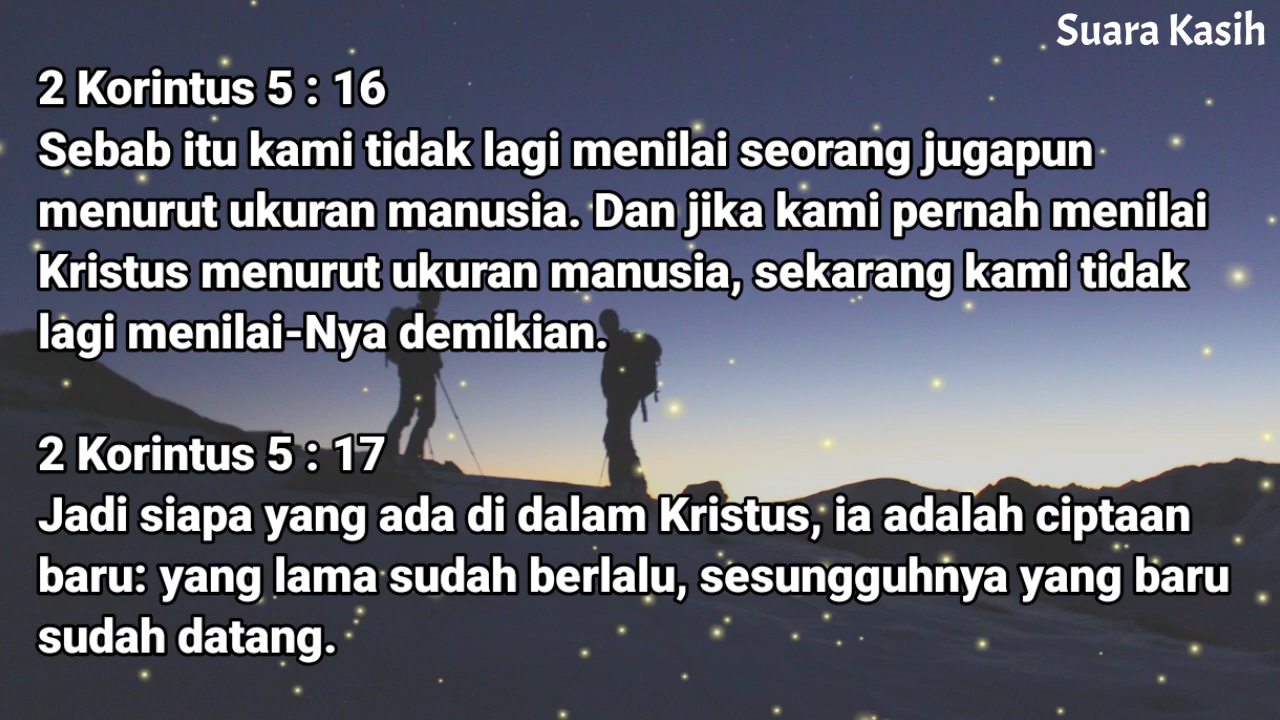 Suara Kasih
2 Korintus 5 : 16
Sebab itu kami tidak lagi menilai seorang jugapun
menurut ukuran manusia. Dan jika kami pernah menilai
Kristus menurut ukuran manusia, sekarang kami tidak
lagi menilai-Nya demikian.
2 Korintus 5 : 17
Jadi siapa yang ada di dalam Kristus, ia adalah ciptaan
baru: yang lama sudah berlalu, sesungguhnya yang baru
sudah datang.